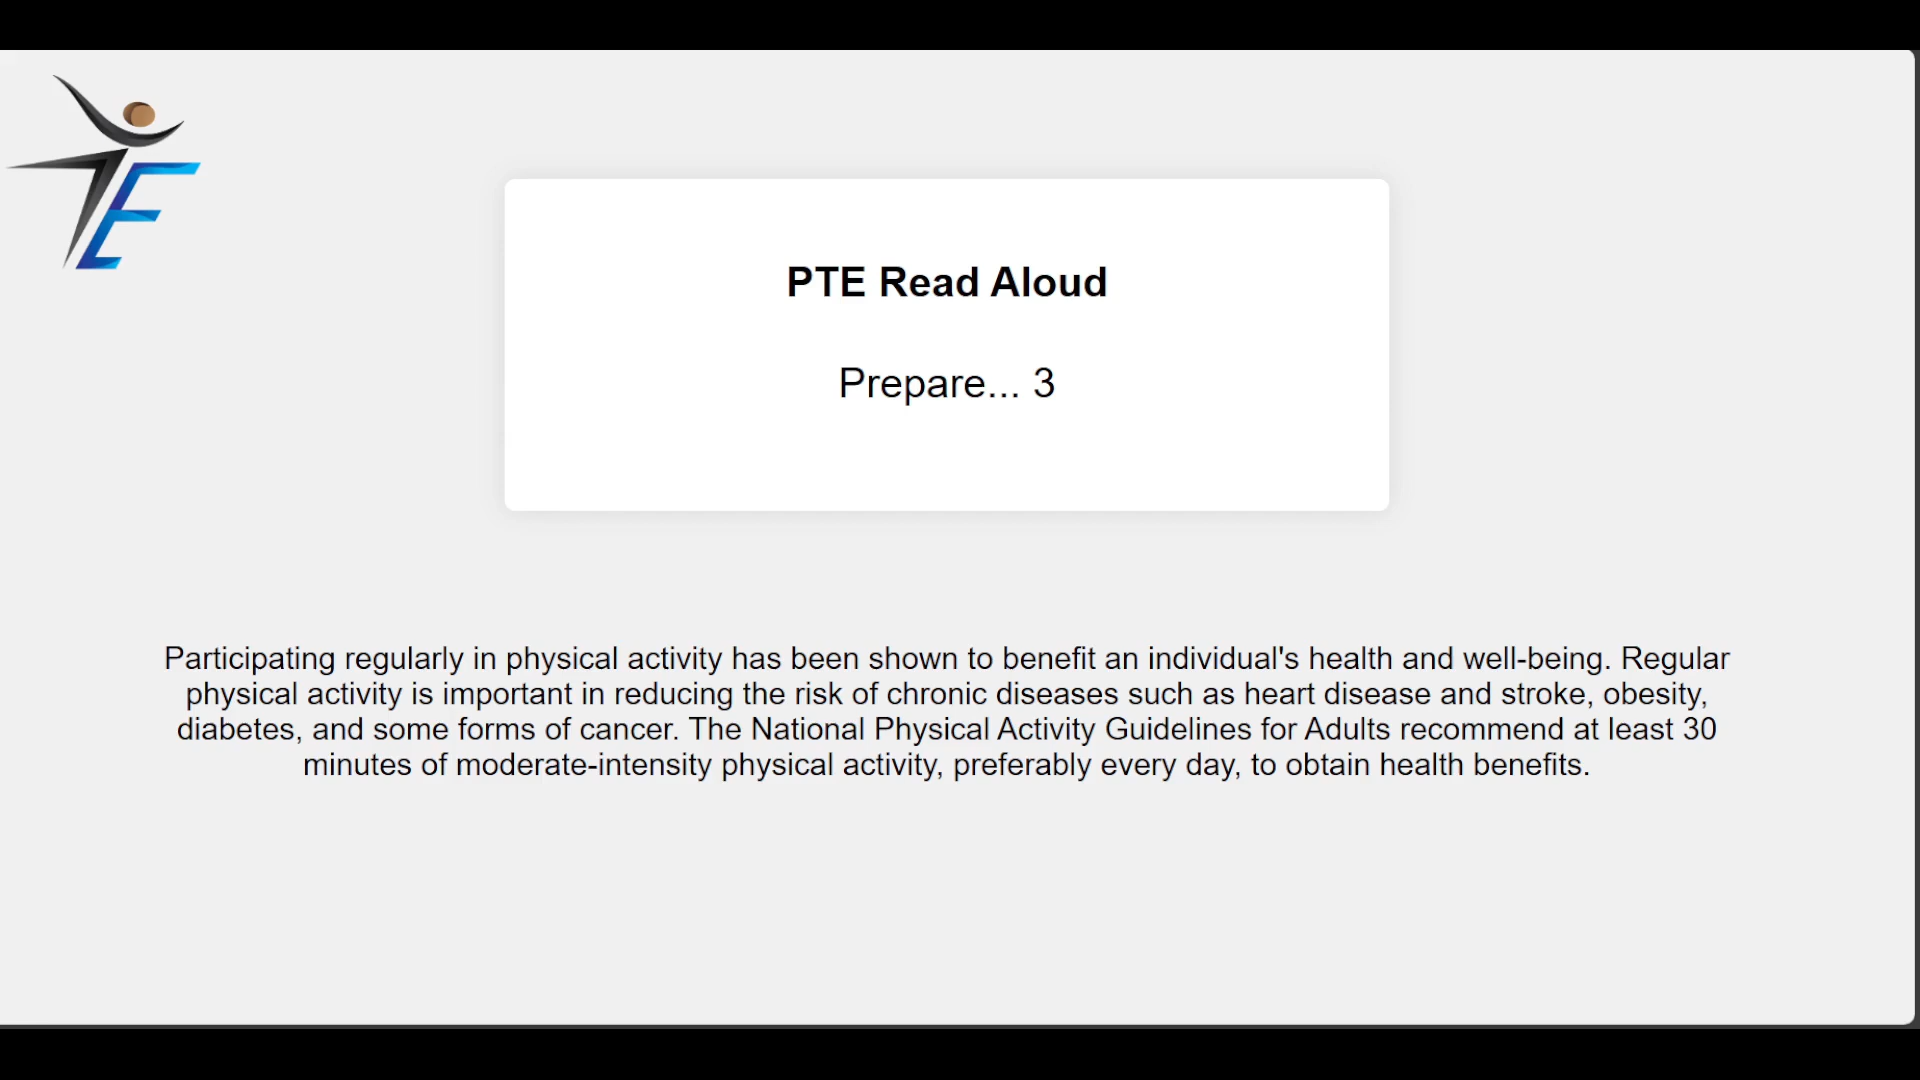 PTE Read Aloud
Prepare... 3
Participating regularly in physical activity has been shown to benefit an individual's health and well-being. Regular
physical activity is important in reducing the risk of chronic diseases such as heart disease and stroke, obesity,
diabetes, and some forms of cancer. The National Physical Activity Guidelines for Adults recommend at least 30
minutes of moderate-intensity physical activity, preferably every day, to obtain health benefits.